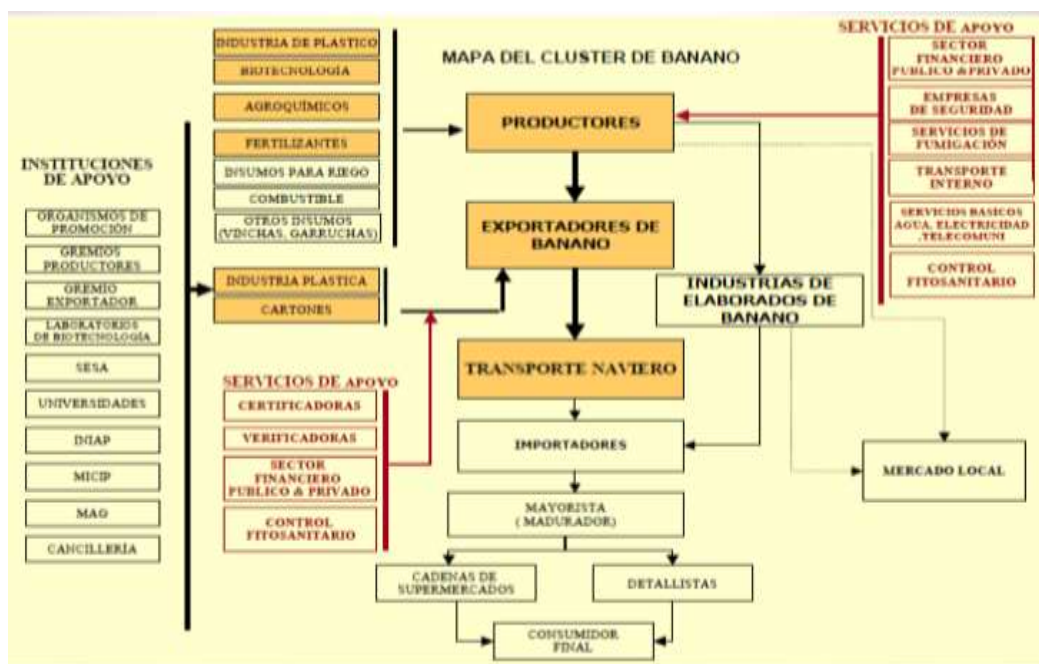 MAPA DEL CLUSTER DE BANANO
INSTITUCIONES
DE APOYO
ORGANISMOS DE
PROMOCIÓN
GREMIOS
PRODUCTORES
GREMIO
EXPORTADOR
LABORATORIOS
DE BIOTECNOLOGÍA
SESA
UNIVERSIDADES
INIAP
MICIP
MAG
CANCILLERÍA
INDUSTRIA DE PLASTICO
BIOTECNOLOGÍA
AGROQUÍMICOS
FERTILIZANTES
INSUMOS PARA RIEGO
COMBUSTIBLE
OTROS INSUMOS
(VINCHAS, GARRUCHAS)
INDUSTRIA PLASTICA
CARTONES
SERVICIOS DE APOYO
CERTIFICADORAS
VERIFICADORAS
SECTOR
FINANCIERO
PUBLICO & PRIVADO
CONTROL
FITOSANITARIO
PRODUCTORES
EXPORTADORES DE
BANANO
TRANSPORTE NAVIERO
IMPORTADORES
MAYORISTA
( MADURADOR)
CADENAS DE
SUPERMERCADOS
DETALLISTAS
CONSUMIDOR
FINAL
INDUSTRIAS DE
ELABORADOS DE
BANANO
MERCADO LOCAL
SERVICIOS DE APOYO
SECTOR
FINANCIERO
PUBLICO &PRIVADO
EMPRESAS
DE SEGURIDAD
SERVICIOS DE
FUMIGACIÓN
TRANSPORTE
INTERNO
SERVICIOS BASICOS
AGUA, ELECTRICIDAD
,TELECOMUNI
CONTROL
FITOSANITARIO